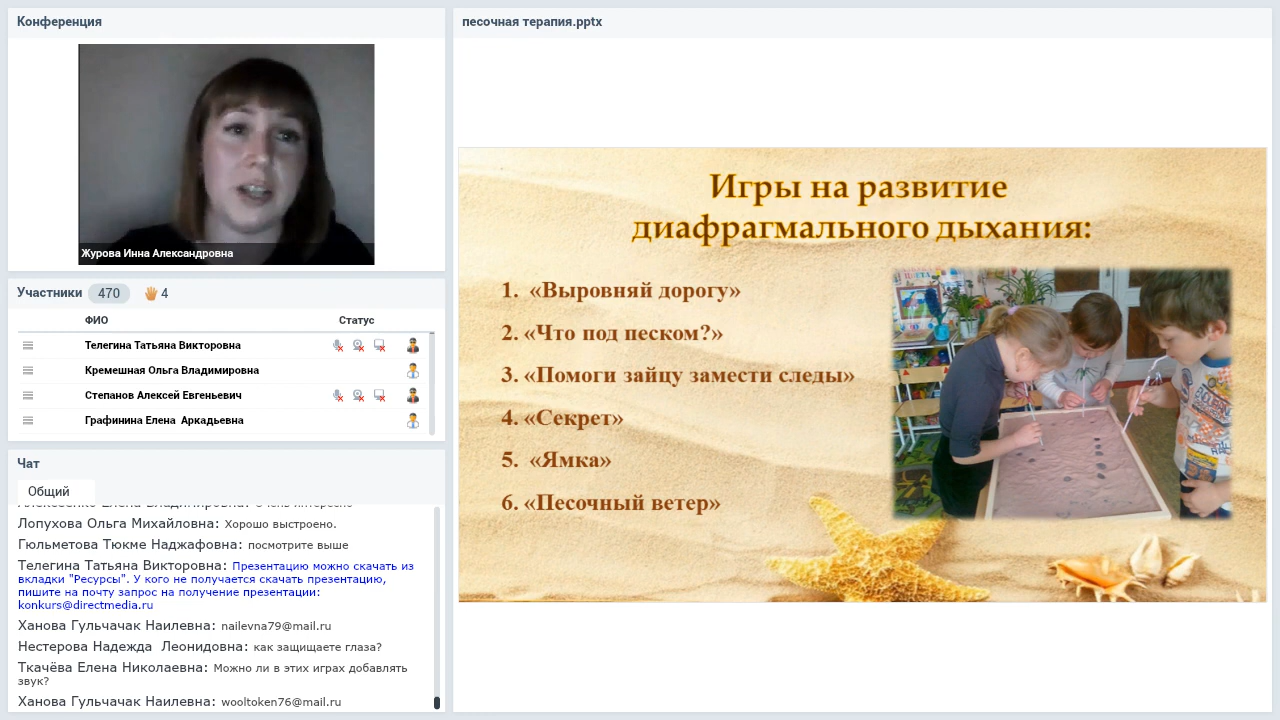 Конференция
Журова Инна Александровна
Участники 470 4
ФИО Статус
Телегина Татьяна Викторовна
Кремешная Ольга Владимировна
Степанов Алексей Евгеньевич
Графинина Елена Аркадьевна
Чат
Общий
Лопухова Ольга Михайловна: Хорошо выстроено.
Гюльметова Тюкме Наджафовна: посмотрите выше
Телегина Татьяна Викторовна: Презентацию можно скачать из
вкладки "Ресурсы". У кого не получается скачать презентацию,
пишите на почту запрос на получение презентации:
konkurs@directmedia.ru
Ханова Гульчачак Наилевна: nailevna79@mail.ru
Нестерова Надежда Леонидовна: как защищаете глаза?
Ткачёва Елена Николаевна: Можно ли в этих играх добавлять
звук?
Ханова Гульчачак Наилевна: wooltoken76@mail.ru
песочная терапия.pptx
Игры на развитие
диафрагмального дыхания:
1. «Выровняй дорогу»
2. «Что под песком?»
3. «Помоги зайцу замести следы»
4. «Секрет»
5. «Ямка»
6. «Песочный ветер»